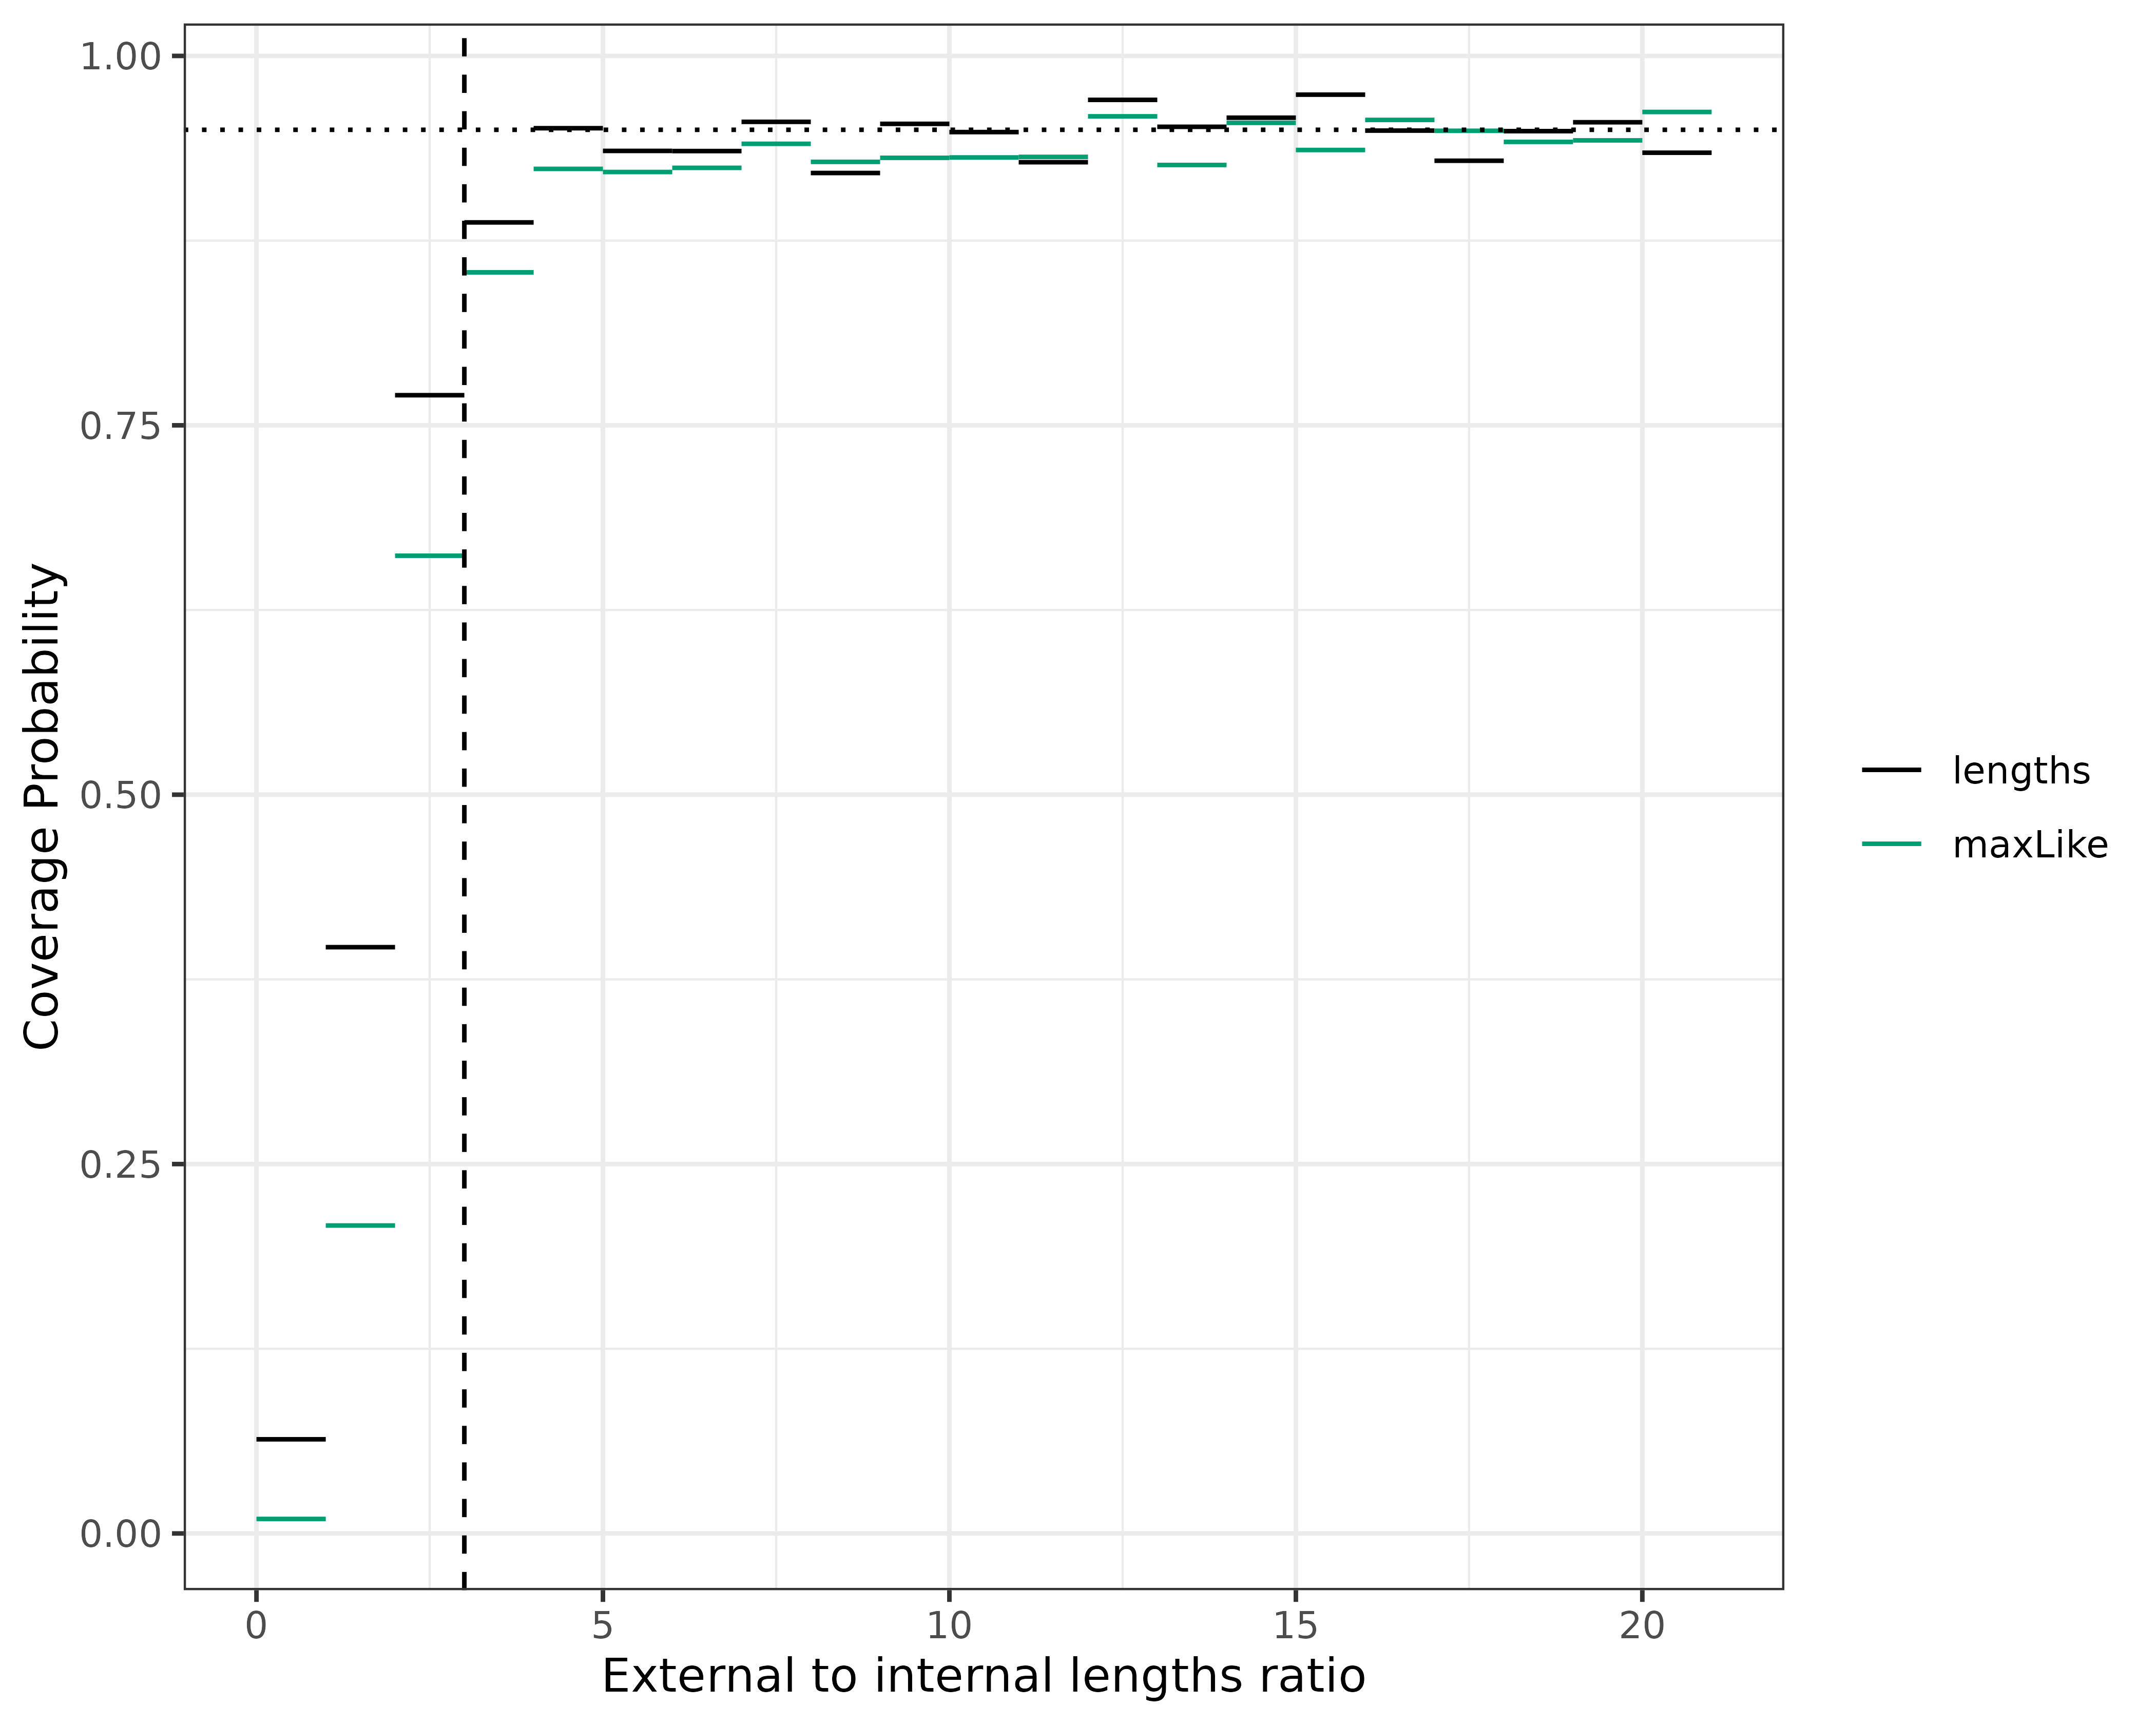 Coverage Probability
1.00
0.75
0.50
0.25
0.00
0 5 10 15 20
External to internal lengths ratio
lengths
maxLike